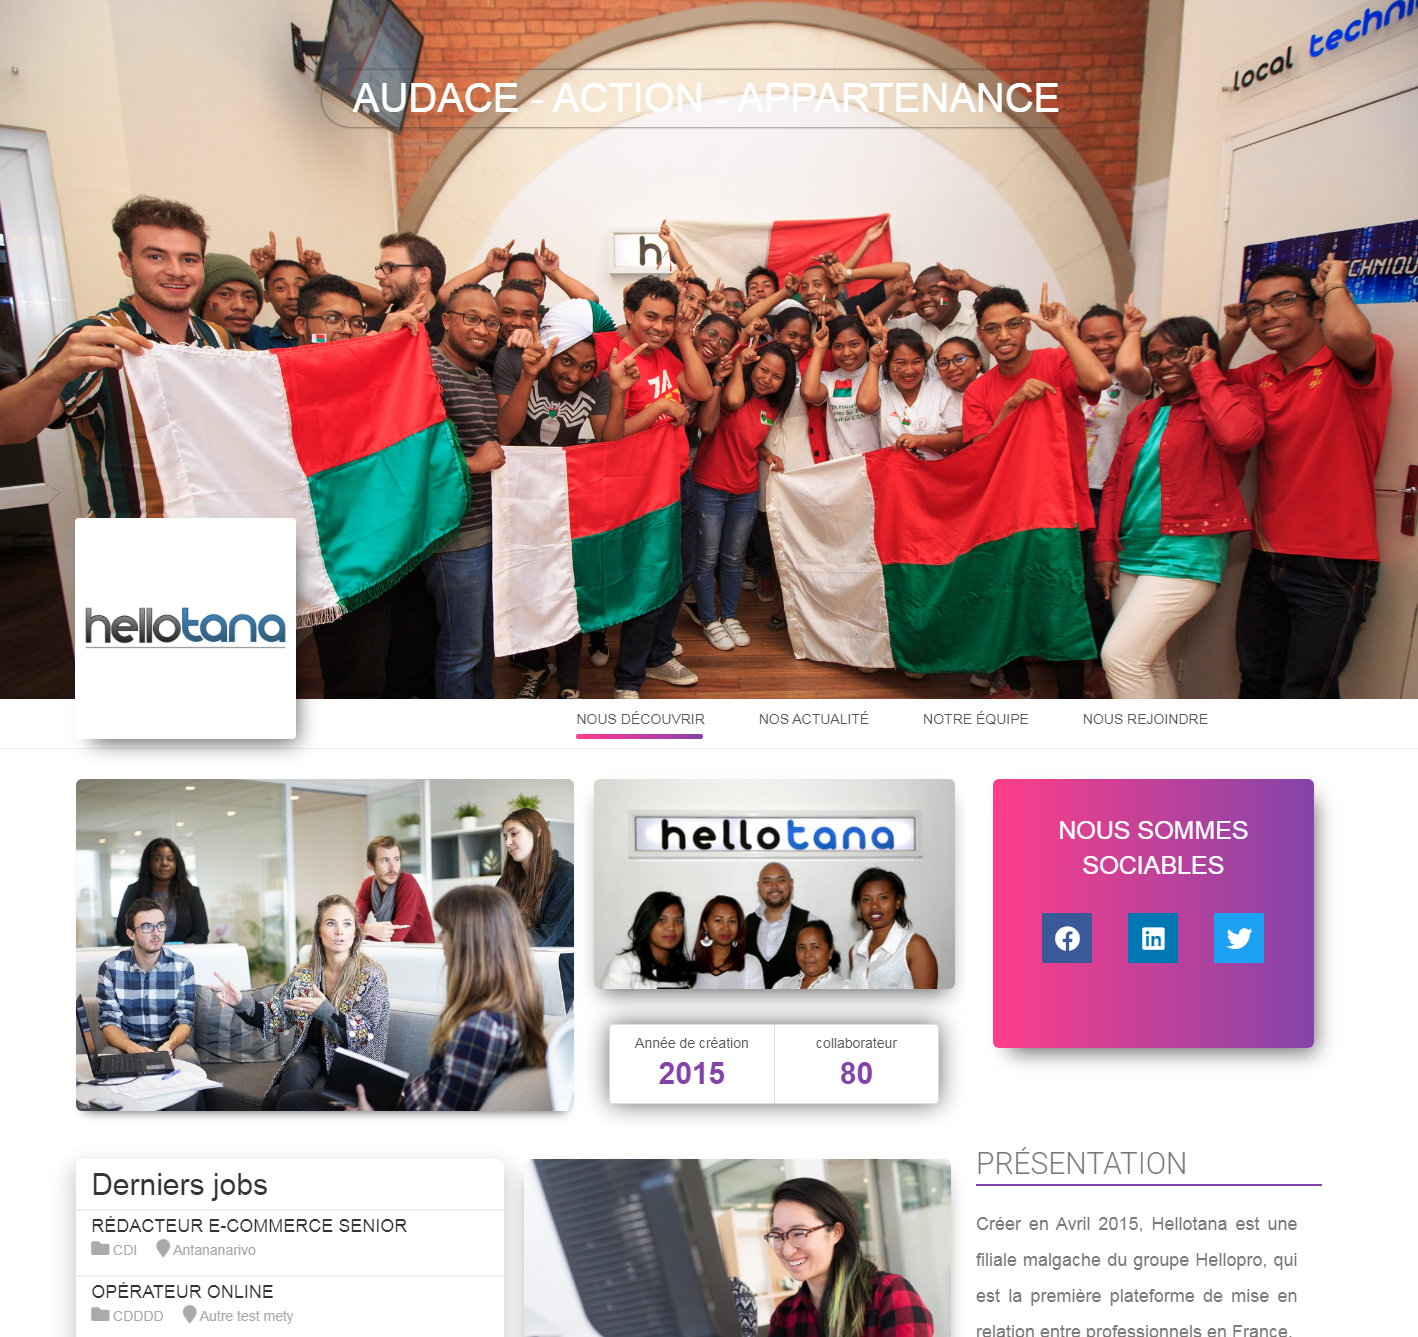 AUDACE - ACTION - APPARTENANCE
local techni
h
TECHNIQU
hellotana
NOUS DÉCOUVRIR
NOS ACTUALITÉ
NOTRE ÉQUIPE
NOUS REJOINDRE
hellotana
NOUS SOMMES
SOCIABLES
Année de création
2015
collaborateur
80
Derniers jobs
RÉDACTEUR E-COMMERCE SENIOR
CDI Antananarivo
OPÉRATEUR ONLINE
CDDDD Autre test mety
PRÉSENTATION
Créer en Avril 2015, Hellotana est une
filiale malgache du groupe Hellopro, qui
est la première plateforme de mise en
relation entre professionnels en France.